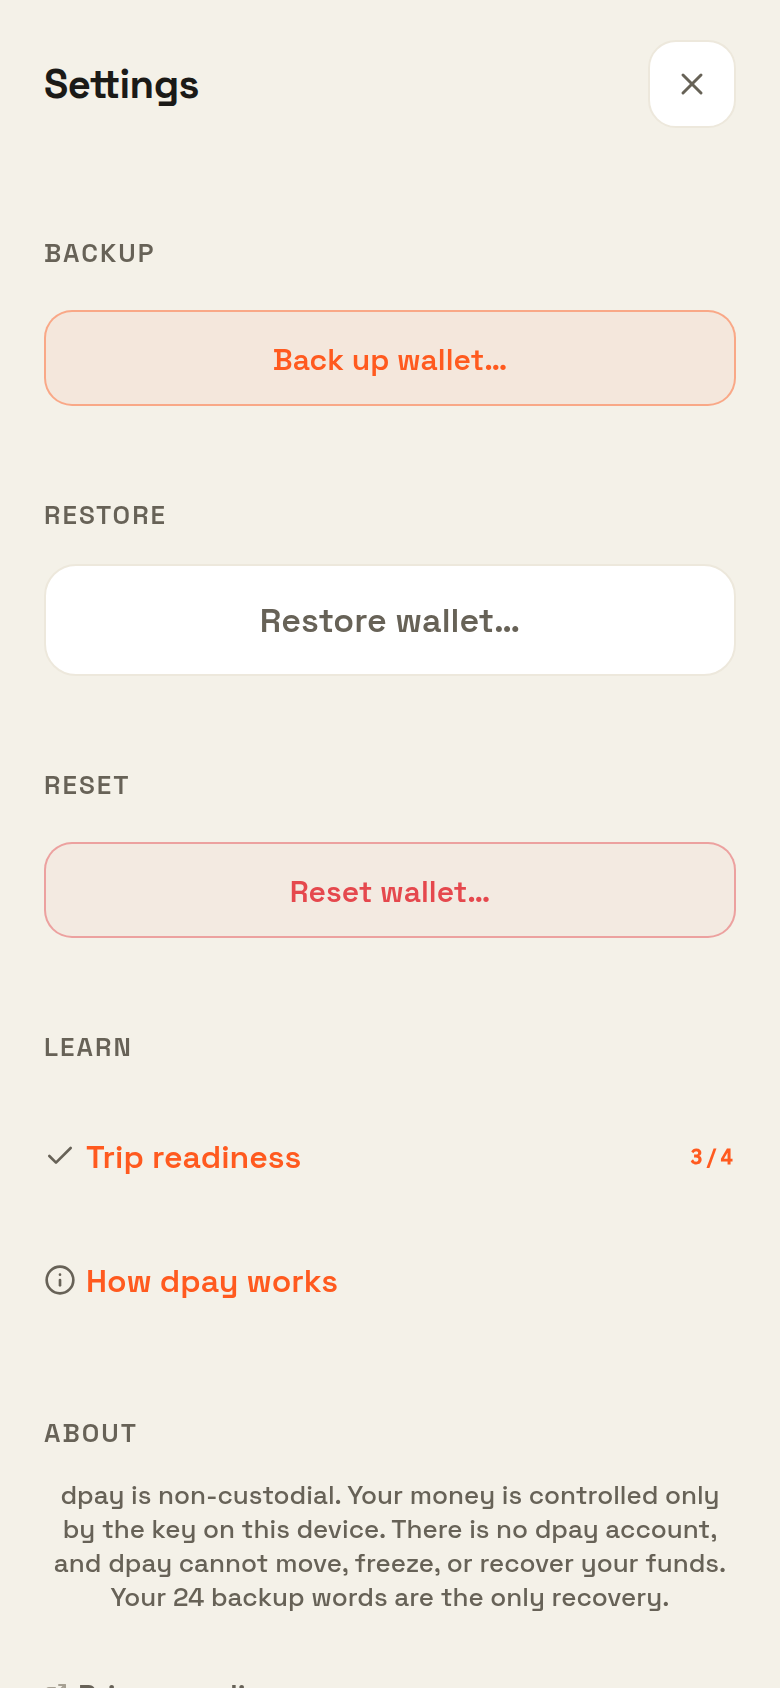 Settings
BACKUP
Back up wallet...
RESTORE
Restore wallet...
RESET
Reset wallet...
LEARN
Trip readiness 3/4
How dpay works
ABOUT
dpay is non-custodial. Your money is controlled only
by the key on this device. There is no dpay account,
and dpay cannot move, freeze, or recover your funds.
Your 24 backup words are the only recovery.